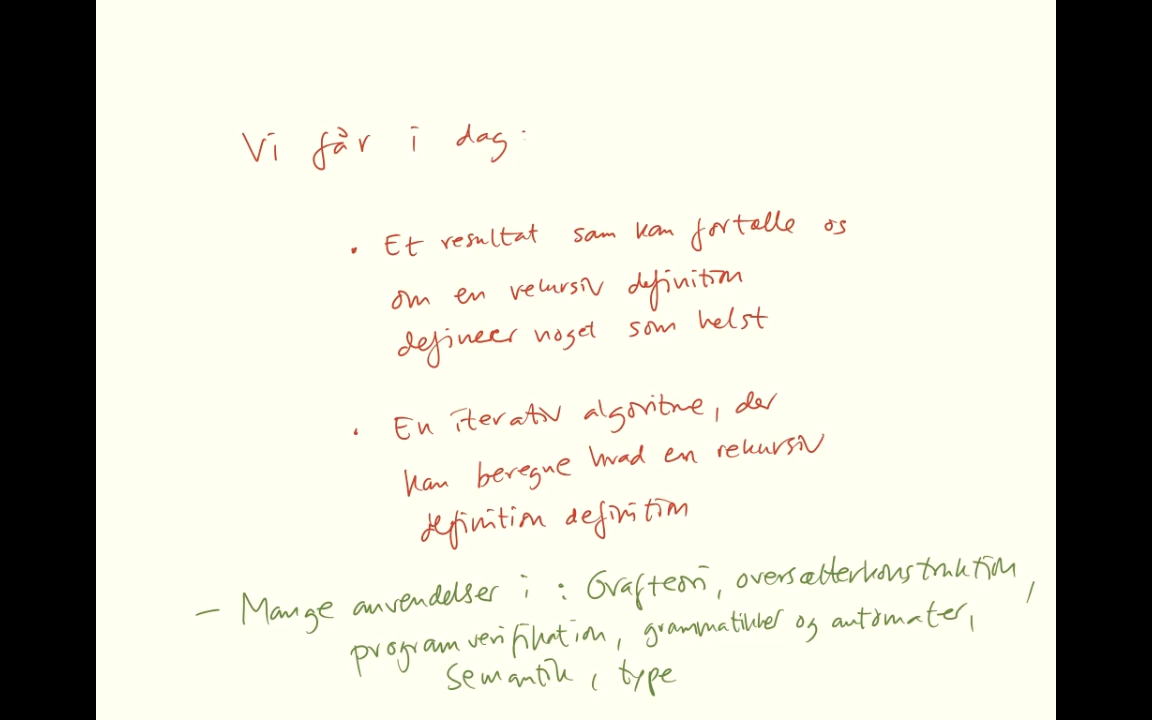 Vi får i dag:
• Et resultat som kan fortælle os
om en rekursiv definition
defineer noget som helst
• En iterativ algoritme, der
kan beregne hvad en rekursiv
definition definition
– Mange anvendelser i : Grafteori, oversætterkonstruktion,
programverifikation, grammatikker og automater,
semantik, type